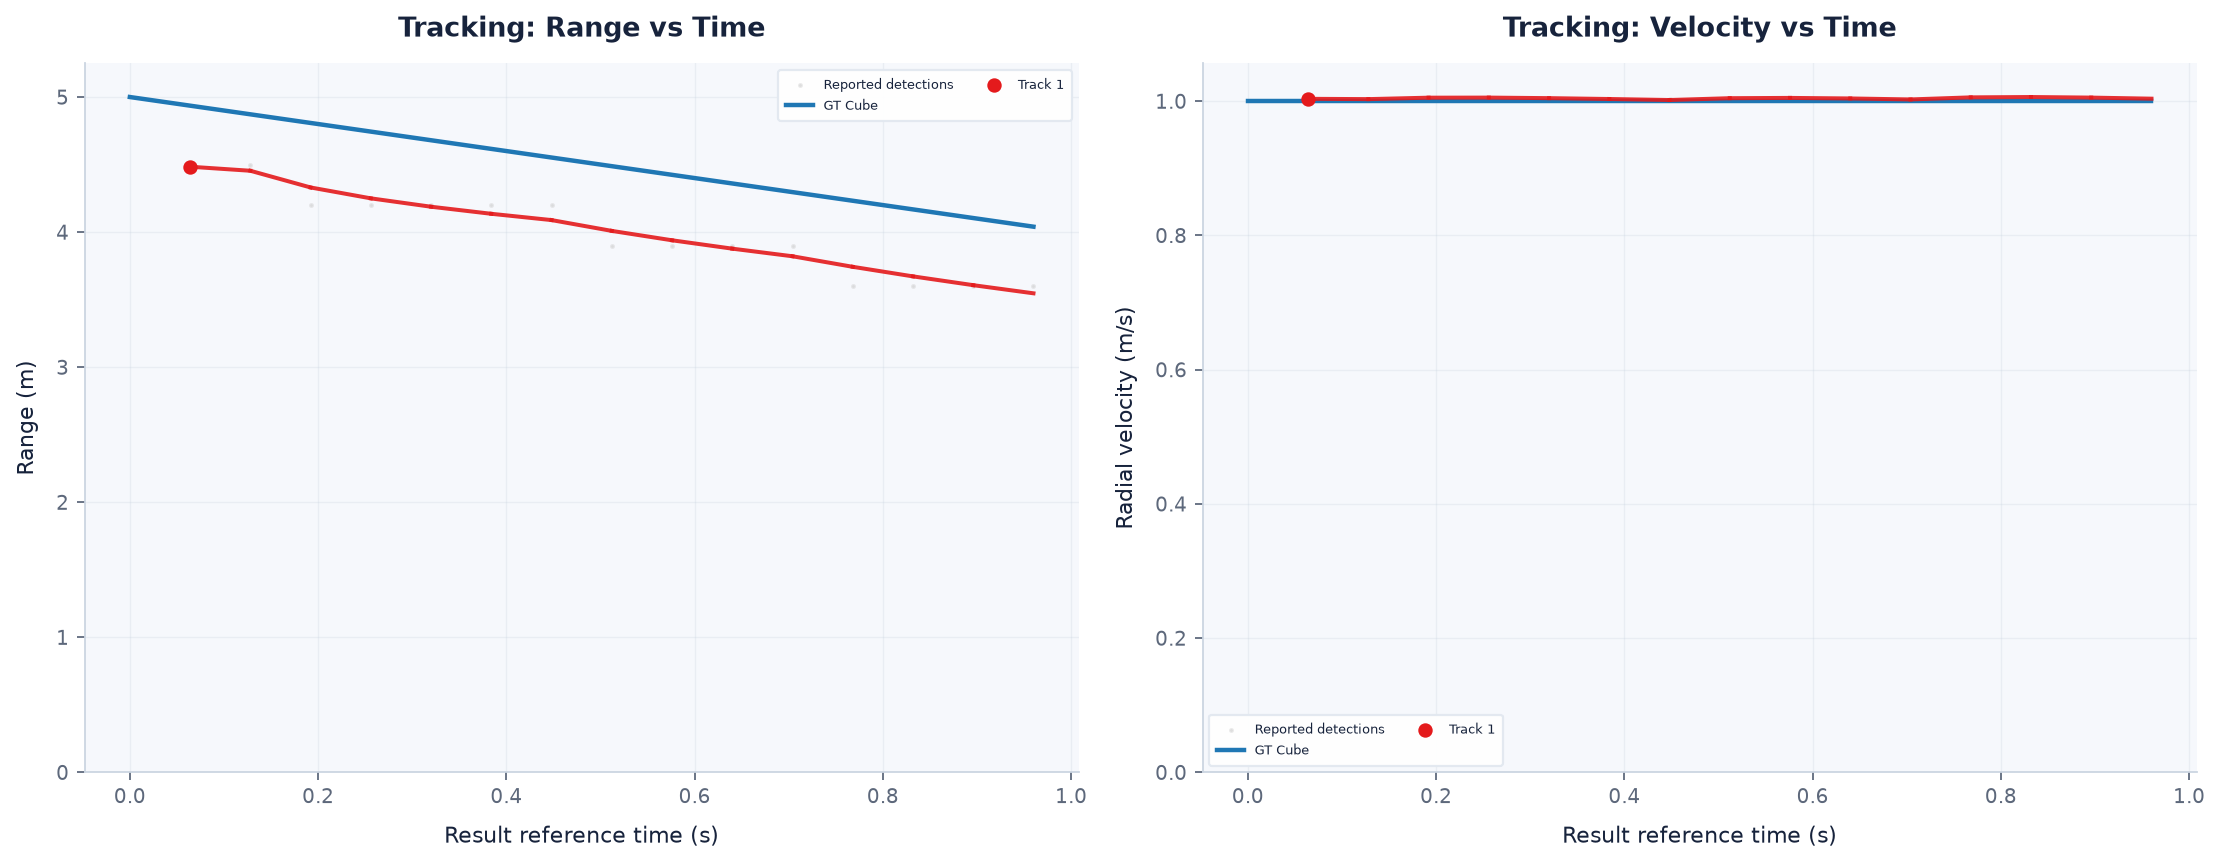 Tracking: Range vs Time
Reported detections
GT Cube
Track 1
5
4
3
2
1
0
Range (m)
0.0 0.2 0.4 0.6 0.8 1.0
Result reference time (s)
Tracking: Velocity vs Time
1.0
0.8
0.6
0.4
0.2
0.0
Radial velocity (m/s)
Reported detections
GT Cube
Track 1
0.0 0.2 0.4 0.6 0.8 1.0
Result reference time (s)